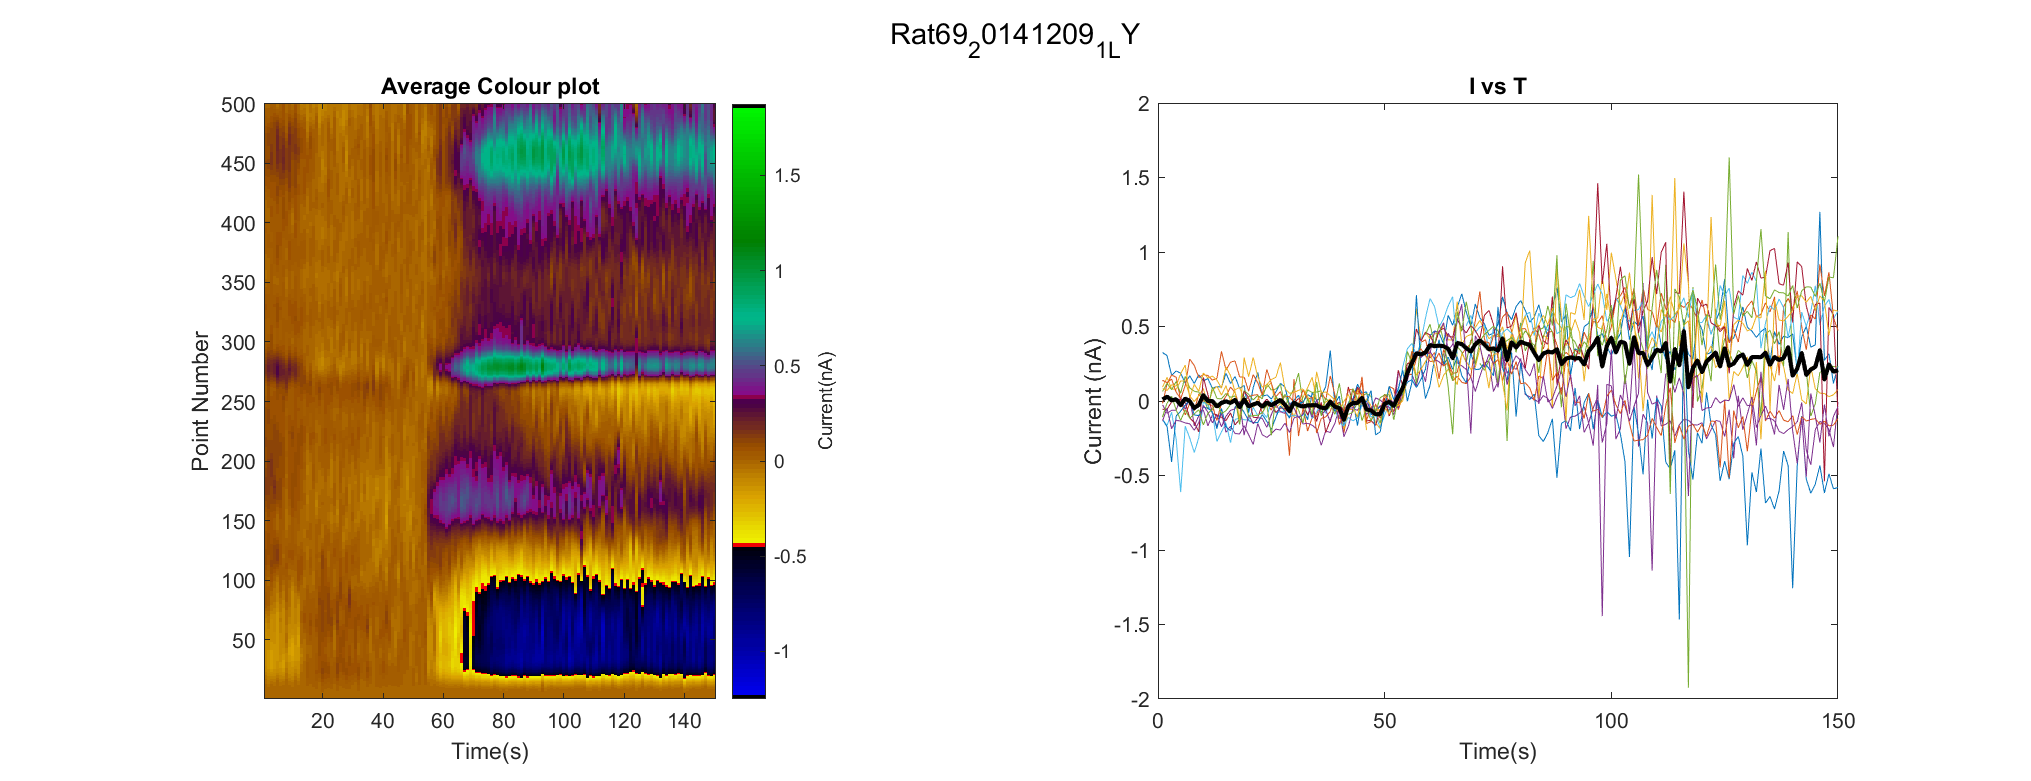 Rat69₂0141209₁LY
Average Colour plot
500
450
400
350
300
250
200
150
100
50
20 40 60 80 100 120 140
Point Number
Time(s)
1.5
1
0.5
0
-0.5
-1
Current(nA)
I vs T
2
1.5
1
0.5
0
-0.5
-1
-1.5
-2
0 50 100 150
Current (nA)
Time(s)